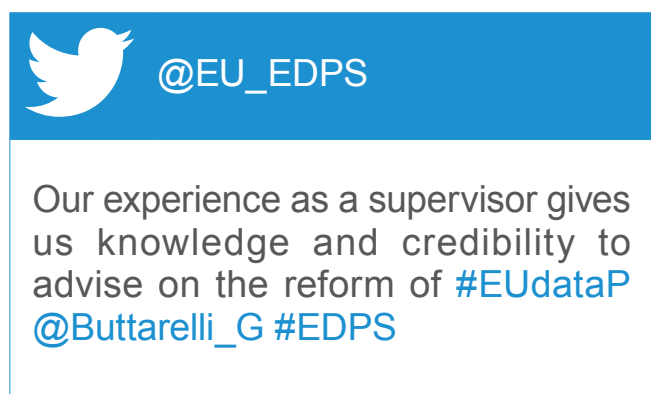 @EU_EDPS
Our experience as a supervisor gives
us knowledge and credibility to
advise on the reform of #EUdataP
@Buttarelli_G #EDPS